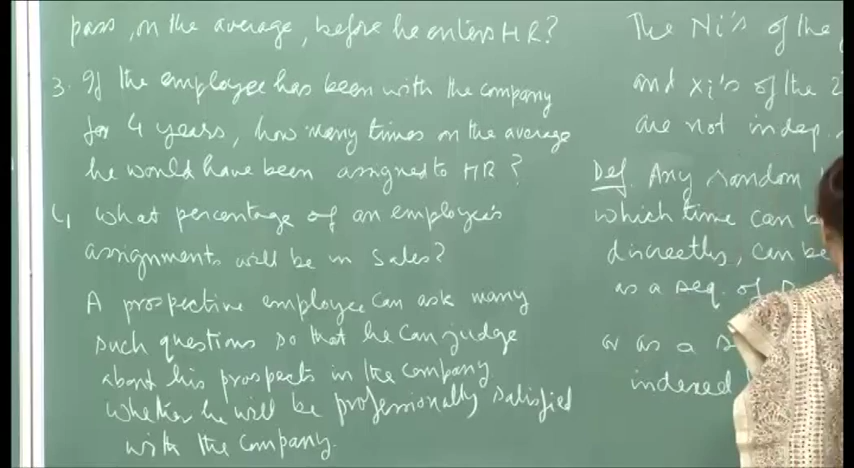 pass, on the average, before he enters HR?
3. If the employee has been with the company
for 4 years, how many times on the average
he would have been assigned to HR?
4 What percentage of an employee's
assignments will be in Sales?
A prospective employee can ask many
such questions so that he can judge
about his prospects in the company.
Whether he will be professionally satisfied
with the company.
The Ni's of the
and Xi's of the 2
are not indep.
Def. Any random
which time can be
discreetly, can be
as a seq. of
or as a
indexed